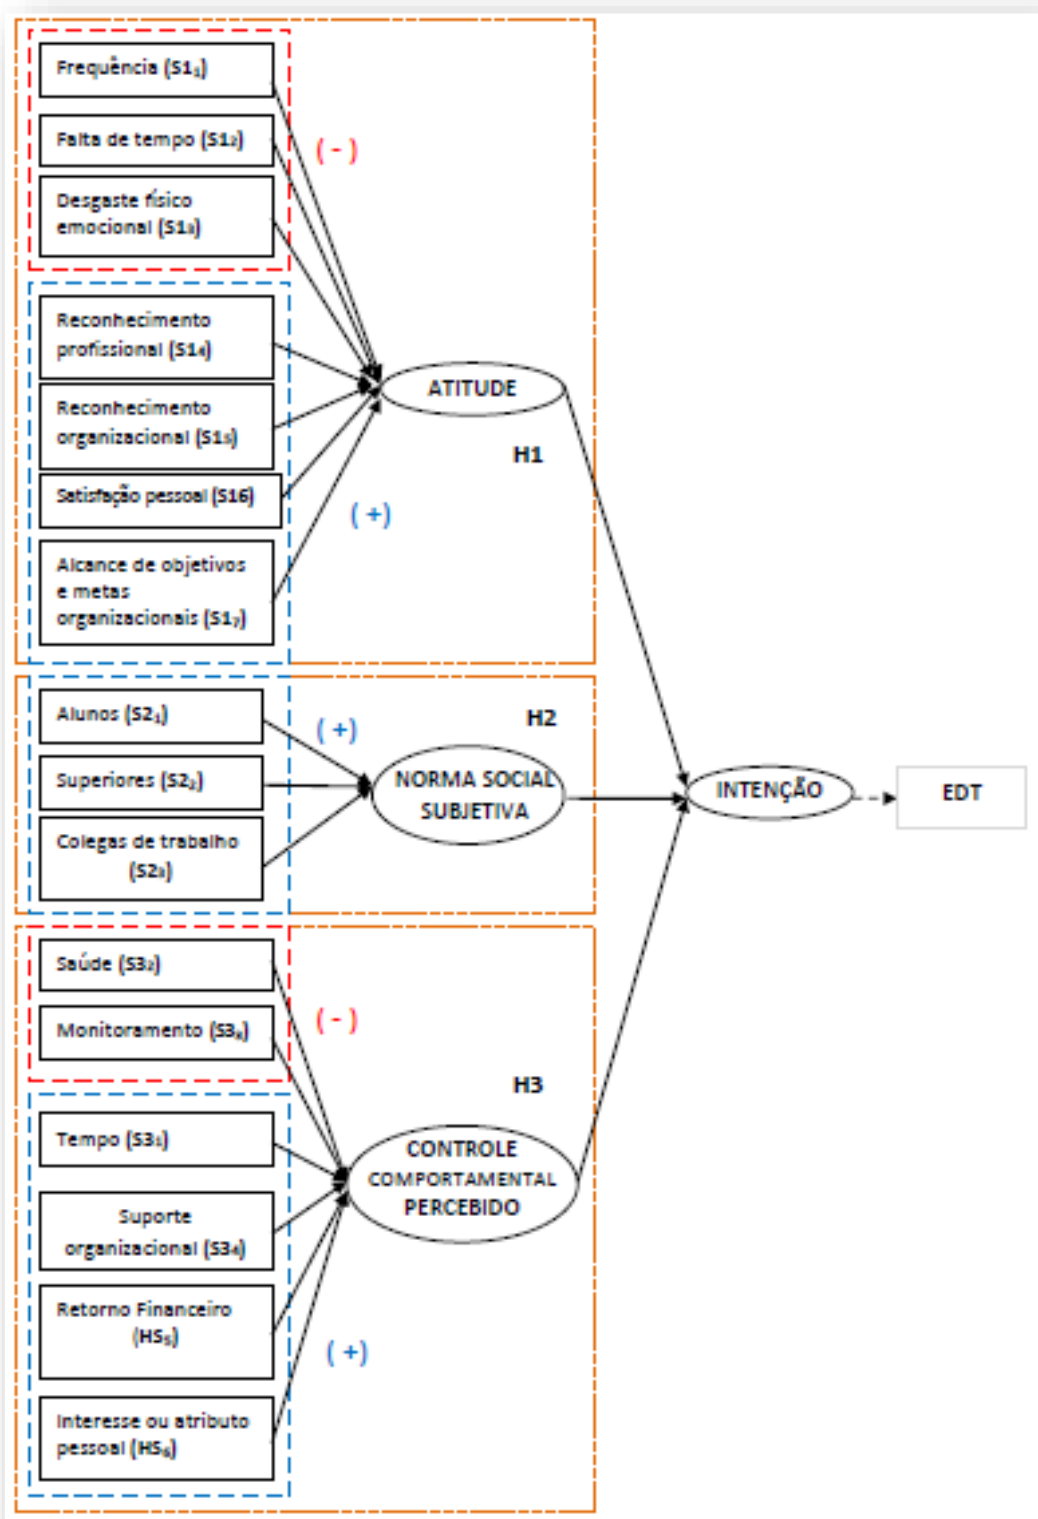 Frequência (S1₁)
( - )
Falta de tempo (S1₂)
Desgaste físico
emocional (S1₃)
Reconhecimento
profissional (S1₄)
ATITUDE
Reconhecimento
organizacional (S1₅)
H1
Satisfação pessoal (S16)
( +)
Alcance de objetivos
e metas
organizacionais (S1₇)
Alunos (S2₁)
( +)
H2
Superiores (S2₂)
NORMA SOCIAL
SUBJETIVA
Colegas de trabalho
(S2₃)
INTENÇÃO
EDT
Saúde (S3₂)
( - )
Monitoramento
H3
Tempo (S3₁)
CONTROLE
COMPORTAMENTAL
PERCEBIDO
Suporte
organizacional (S3₄)
Retorno Financeiro
(HS₅)
( +)
Interesse ou atributo
pessoal (HS₆)